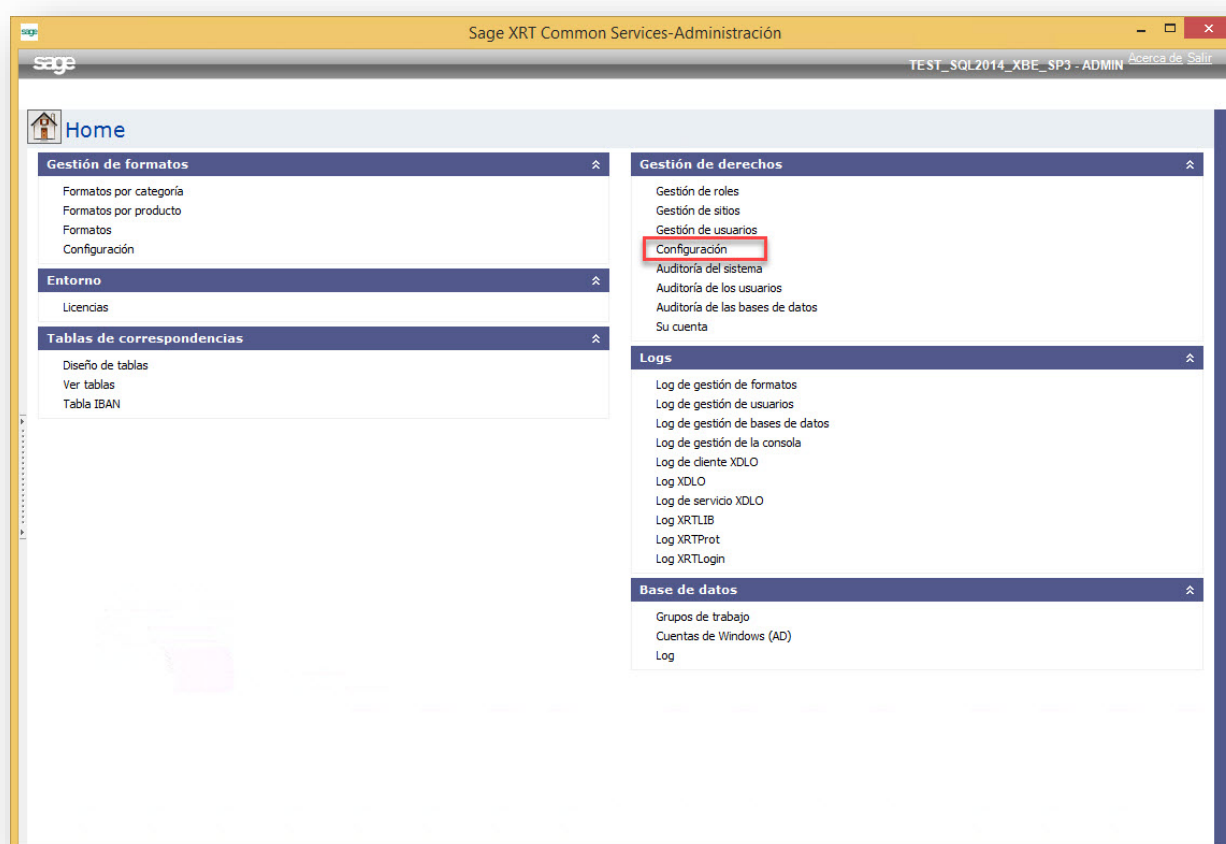 sage
Sage XRT Common Services-Administración
sage
TEST_SQL2014_XBE_SP3 - ADMIN Acerca de Salir
Home
Gestión de formatos
Formatos por categoría
Formatos por producto
Formatos
Configuración
Entorno
Licencias
Tablas de correspondencias
Diseño de tablas
Ver tablas
Tabla IBAN
Gestión de derechos
Gestión de roles
Gestión de sitios
Gestión de usuarios
Configuración
Auditoría del sistema
Auditoría de los usuarios
Auditoría de las bases de datos
Su cuenta
Logs
Log de gestión de formatos
Log de gestión de usuarios
Log de gestión de bases de datos
Log de gestión de la consola
Log de cliente XDLO
Log XDLO
Log de servicio XDLO
Log XRTLIB
Log XRTProt
Log XRTLogin
Base de datos
Grupos de trabajo
Cuentas de Windows (AD)
Log